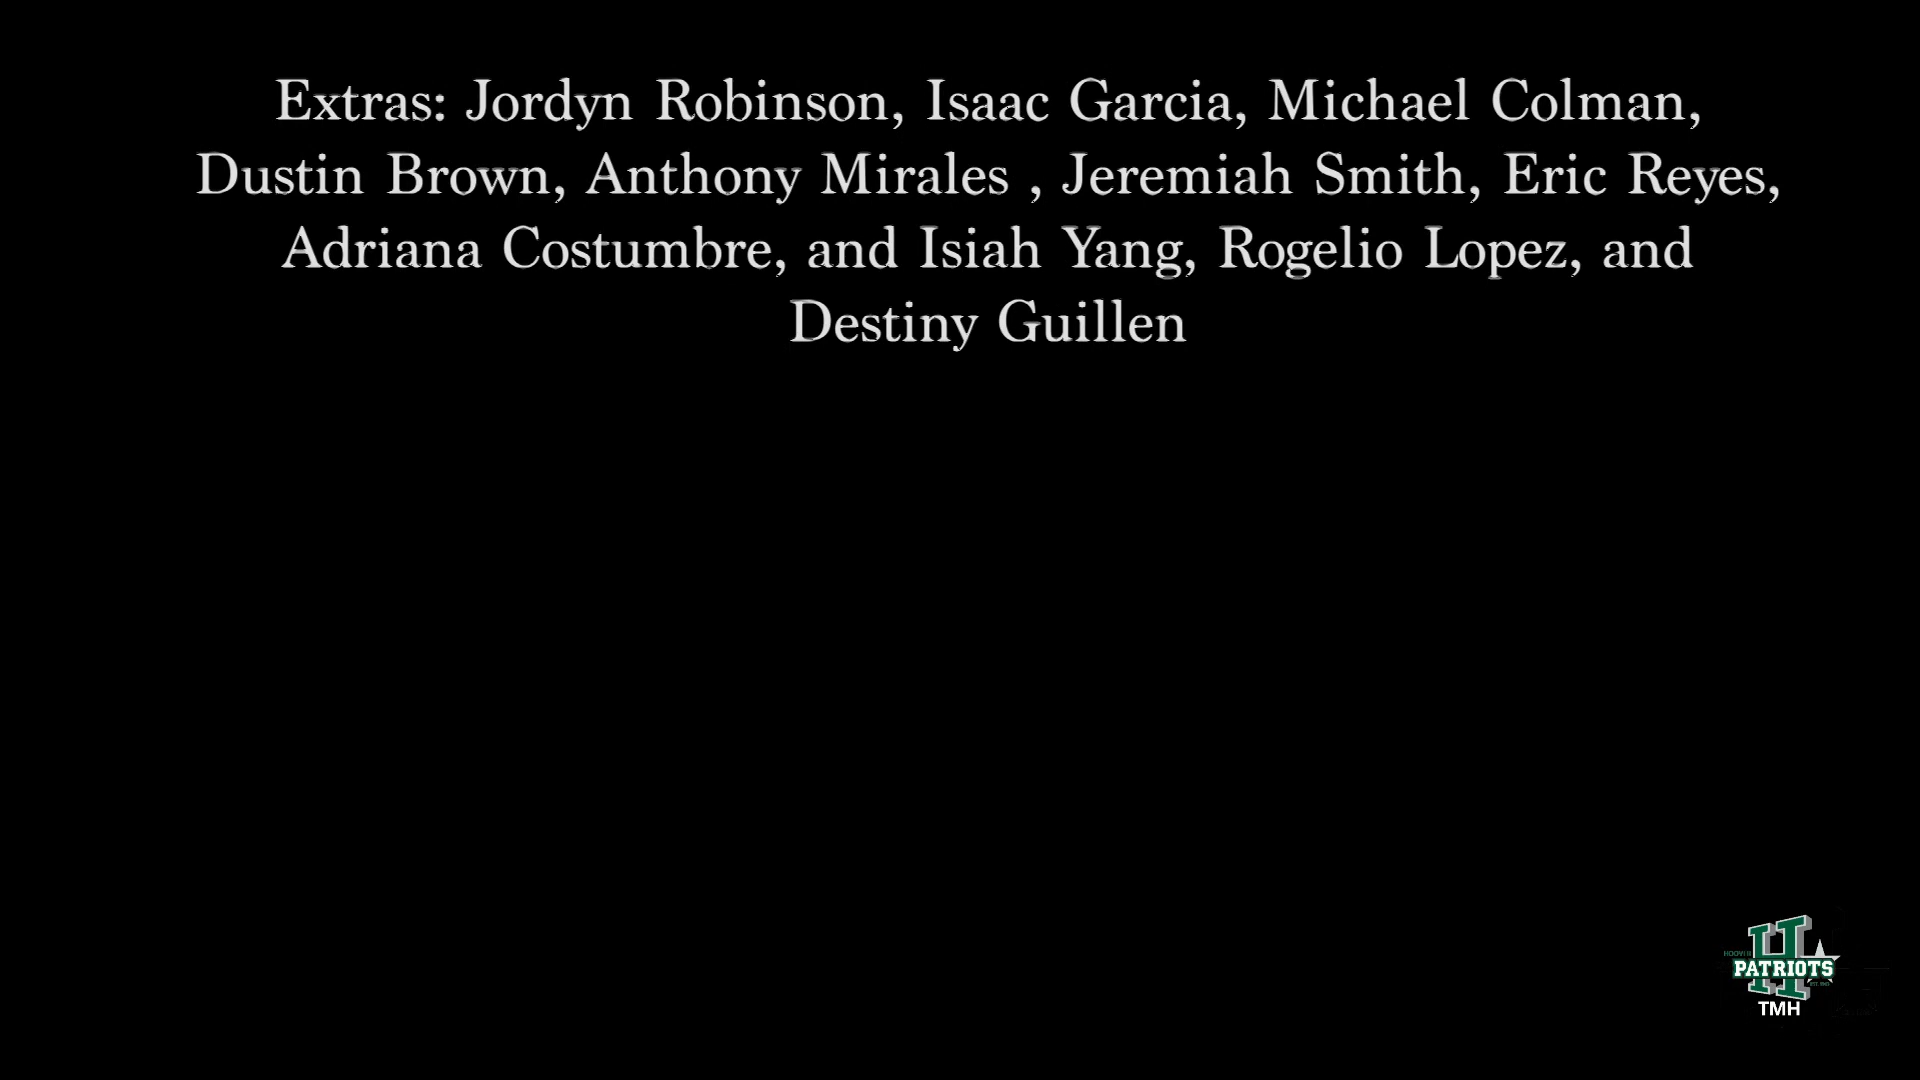 Extras: Jordyn Robinson, Isaac Garcia, Michael Colman,
Dustin Brown, Anthony Mirales , Jeremiah Smith, Eric Reyes,
Adriana Costumbre, and Isiah Yang, Rogelio Lopez, and
Destiny Guillen
H
PATRIOTS
TMH